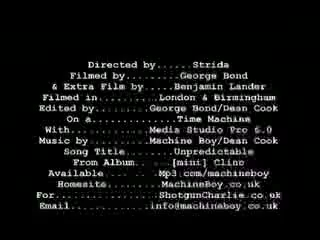 Directed by......Strida
Filmed by.........George Bond
& Extra Film by.....Benjamin Lander
Filmed in..........London & Birmingham
Edited by.........George Bond/Dean Cook
On a..............Time Machine
With.............Media Studio Pro 6.0
Music by..........Machine Boy/Dean Cook
Song Title........Unpredictable
From Album.......[mini] Clino
Available........Mp3.com/machineboy
Homesite.........MachineBoy.co.uk
For..............ShotgunCharlie.co.uk
Email............info@machineboy.co.uk